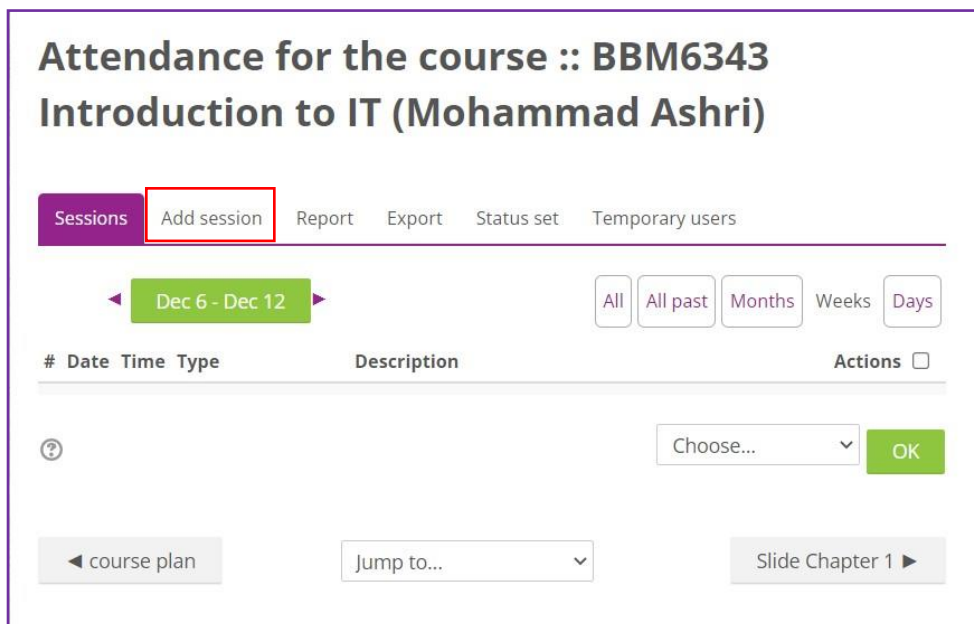 Attendance for the course :: BBM6343
Introduction to IT (Mohammad Ashri)
Sessions Add session Report Export Status set Temporary users
◄ Dec 6 - Dec 12 ► All All past Months Weeks Days
# Date Time Type Description Actions
Choose... OK
◄ course plan Jump to... Slide Chapter 1 ►